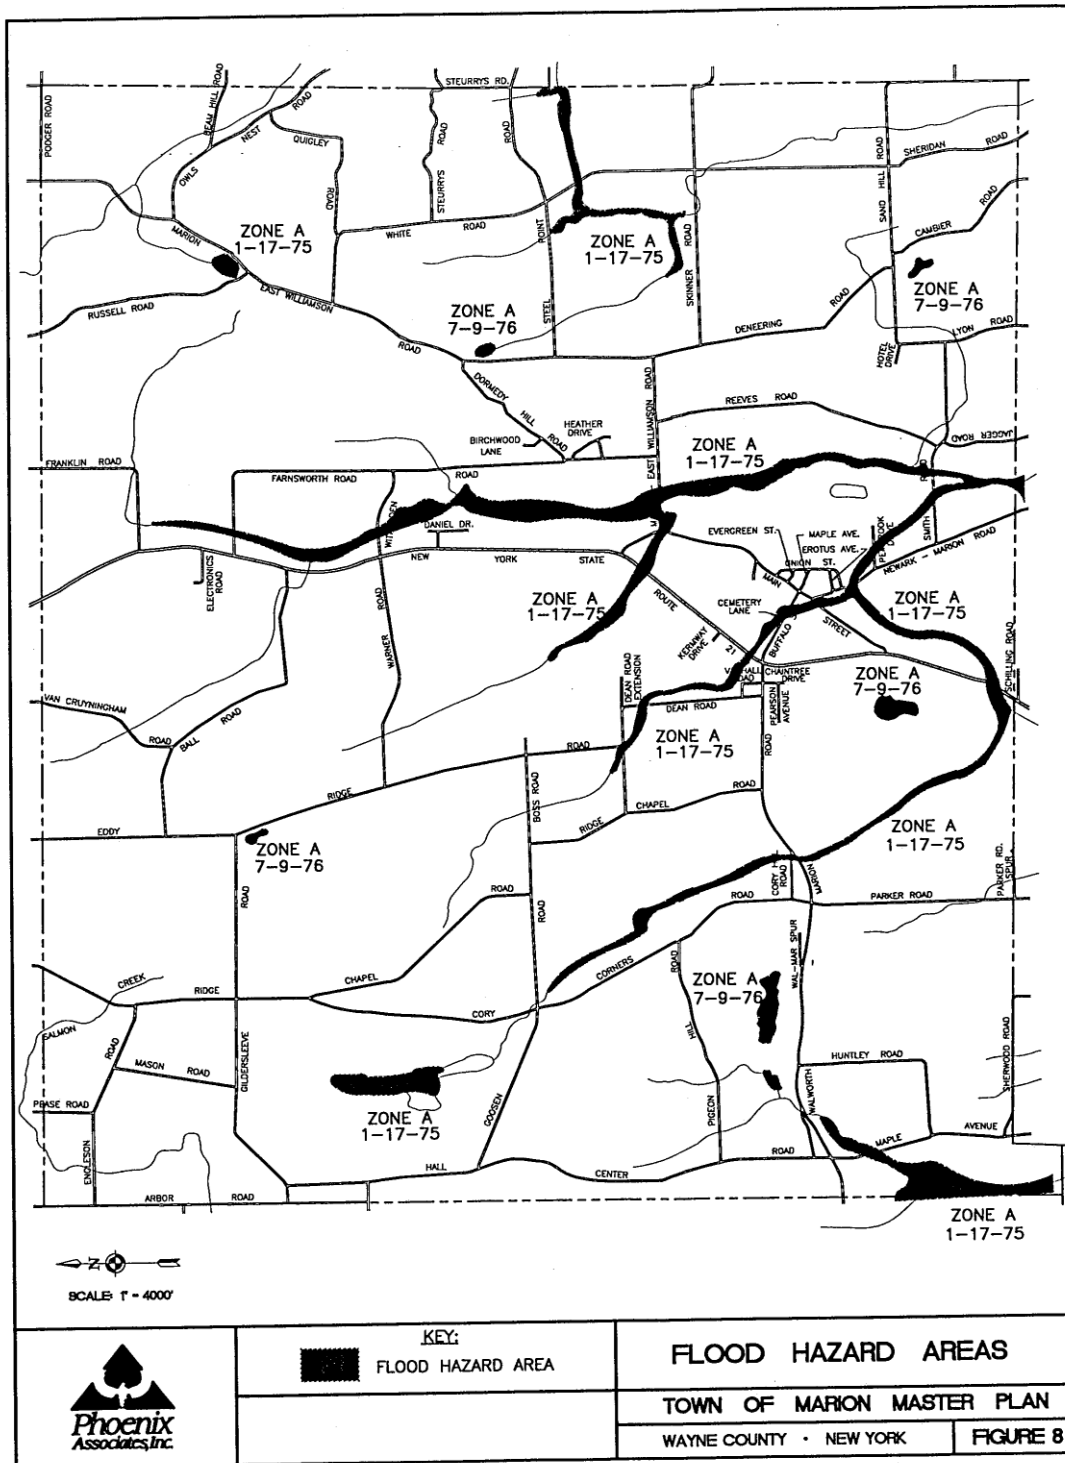 STEURRYS RD.
PODGER ROAD
BEAM HILL ROAD
OWLS NEST ROAD
QUIGLEY ROAD
STEURRYS ROAD
STEEL POINT ROAD
SHERIDAN ROAD
SAND HILL ROAD
CAMBIER ROAD
WHITE ROAD
SKINNER ROAD
MARION - EAST WILLIAMSON ROAD
ZONE A
1-17-75
ZONE A
1-17-75
ZONE A
7-9-76
ZONE A
7-9-76
RUSSELL ROAD
DENEERING ROAD
LYON ROAD
HOTEL DRIVE
DORMEDY HILL ROAD
HEATHER DRIVE
BIRCHWOOD LANE
EAST WILLIAMSON ROAD
REEVES ROAD
JAGGER ROAD
ZONE A
1-17-75
FRANKLIN ROAD
FARNSWORTH ROAD
DANIEL DR.
NEW YORK STATE ROUTE 21
ELECTRONICS ROAD
WARNER ROAD
EVERGREEN ST.
MAPLE AVE.
EROTUS AVE.
UNION ST.
MAIN STREET
CEMETERY LANE
BUFFALO
SMITH
NEWARK - MARION ROAD
ZONE A
1-17-75
ZONE A
1-17-75
KERMWAY DRIVE
SCHILLING ROAD
ZONE A
7-9-76
CHAINTREE DRIVE
DEAN ROAD EXTENSION
DEAN ROAD
PEARSON AVENUE
VAN CRUYNINGHAM ROAD
BALL ROAD
ZONE A
1-17-75
EDDY RIDGE ROAD
BOSS ROAD
RIDGE CHAPEL ROAD
ZONE A
7-9-76
ZONE A
1-17-75
MARION
PARKER ROAD
PARKER RD. SPUR
WAL-MAR SPUR
RIDGE CHAPEL ROAD
CORY CORNERS ROAD
SALMON CREEK
GILDERSLEEVE ROAD
MASON ROAD
PEASE ROAD
ENGLESON ROAD
ZONE A
7-9-76
PIGEON HILL ROAD
HUNTLEY ROAD
SHERWOOD ROAD
WALWORTH
ZONE A
1-17-75
GOOSEN ROAD
HALL CENTER ROAD
MAPLE AVENUE
ARBOR ROAD
ZONE A
1-17-75
N
SCALE: 1" = 4000'
KEY:
FLOOD HAZARD AREA
Phoenix
Associates, Inc.
FLOOD HAZARD AREAS
TOWN OF MARION MASTER PLAN
WAYNE COUNTY • NEW YORK
FIGURE 8